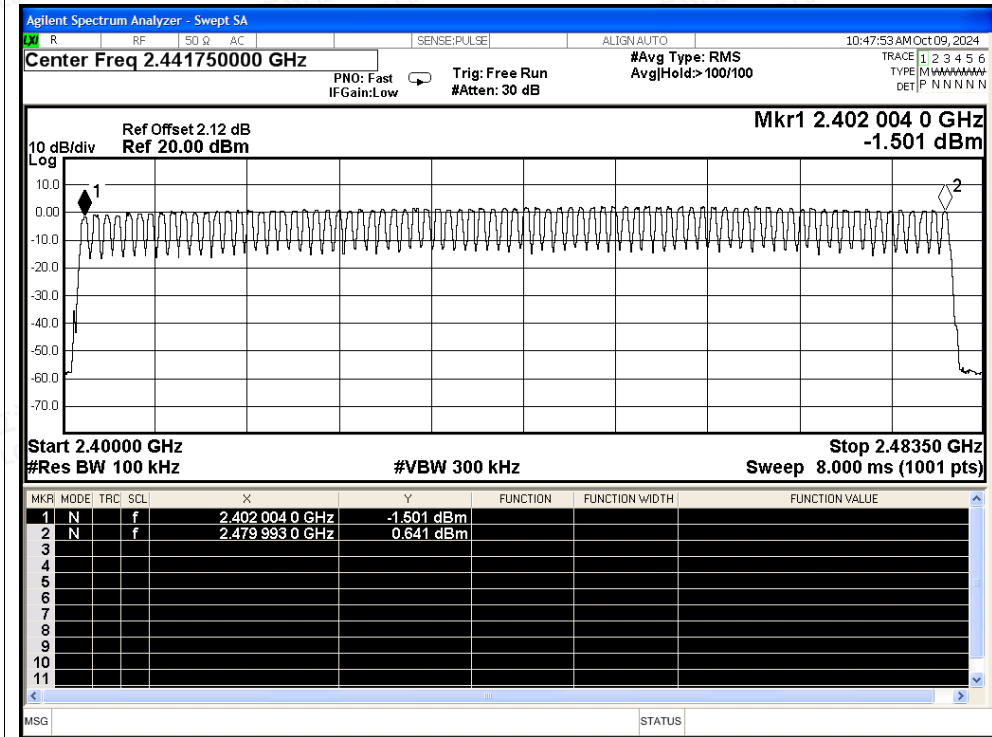 Agilent Spectrum Analyzer - Swept SA
LXI R RF 50 Ω AC SENSE:PULSE ALIGN AUTO 10:47:53 AM Oct 09, 2024
Center Freq 2.441750000 GHz
PNO: Fast
IFGain:Low
Trig: Free Run
#Atten: 30 dB
#Avg Type: RMS
Avg|Hold:>100/100
TRACE 1 2 3 4 5 6
TYPE M
DET P N N N N N
Ref Offset 2.12 dB
Ref 20.00 dBm
10 dB/div
Log
Mkr1 2.402 004 0 GHz
-1.501 dBm
10.0
0.00
-10.0
-20.0
-30.0
-40.0
-50.0
-60.0
-70.0
1
2
Start 2.40000 GHz
Stop 2.48350 GHz
#Res BW 100 kHz
#VBW 300 kHz
Sweep 8.000 ms (1001 pts)
MKR MODE TRC SCL X Y FUNCTION FUNCTION WIDTH FUNCTION VALUE
1 N f 2.402 004 0 GHz -1.501 dBm
2 N f 2.479 993 0 GHz 0.641 dBm
3
4
5
6
7
8
9
10
11
MSG
STATUS